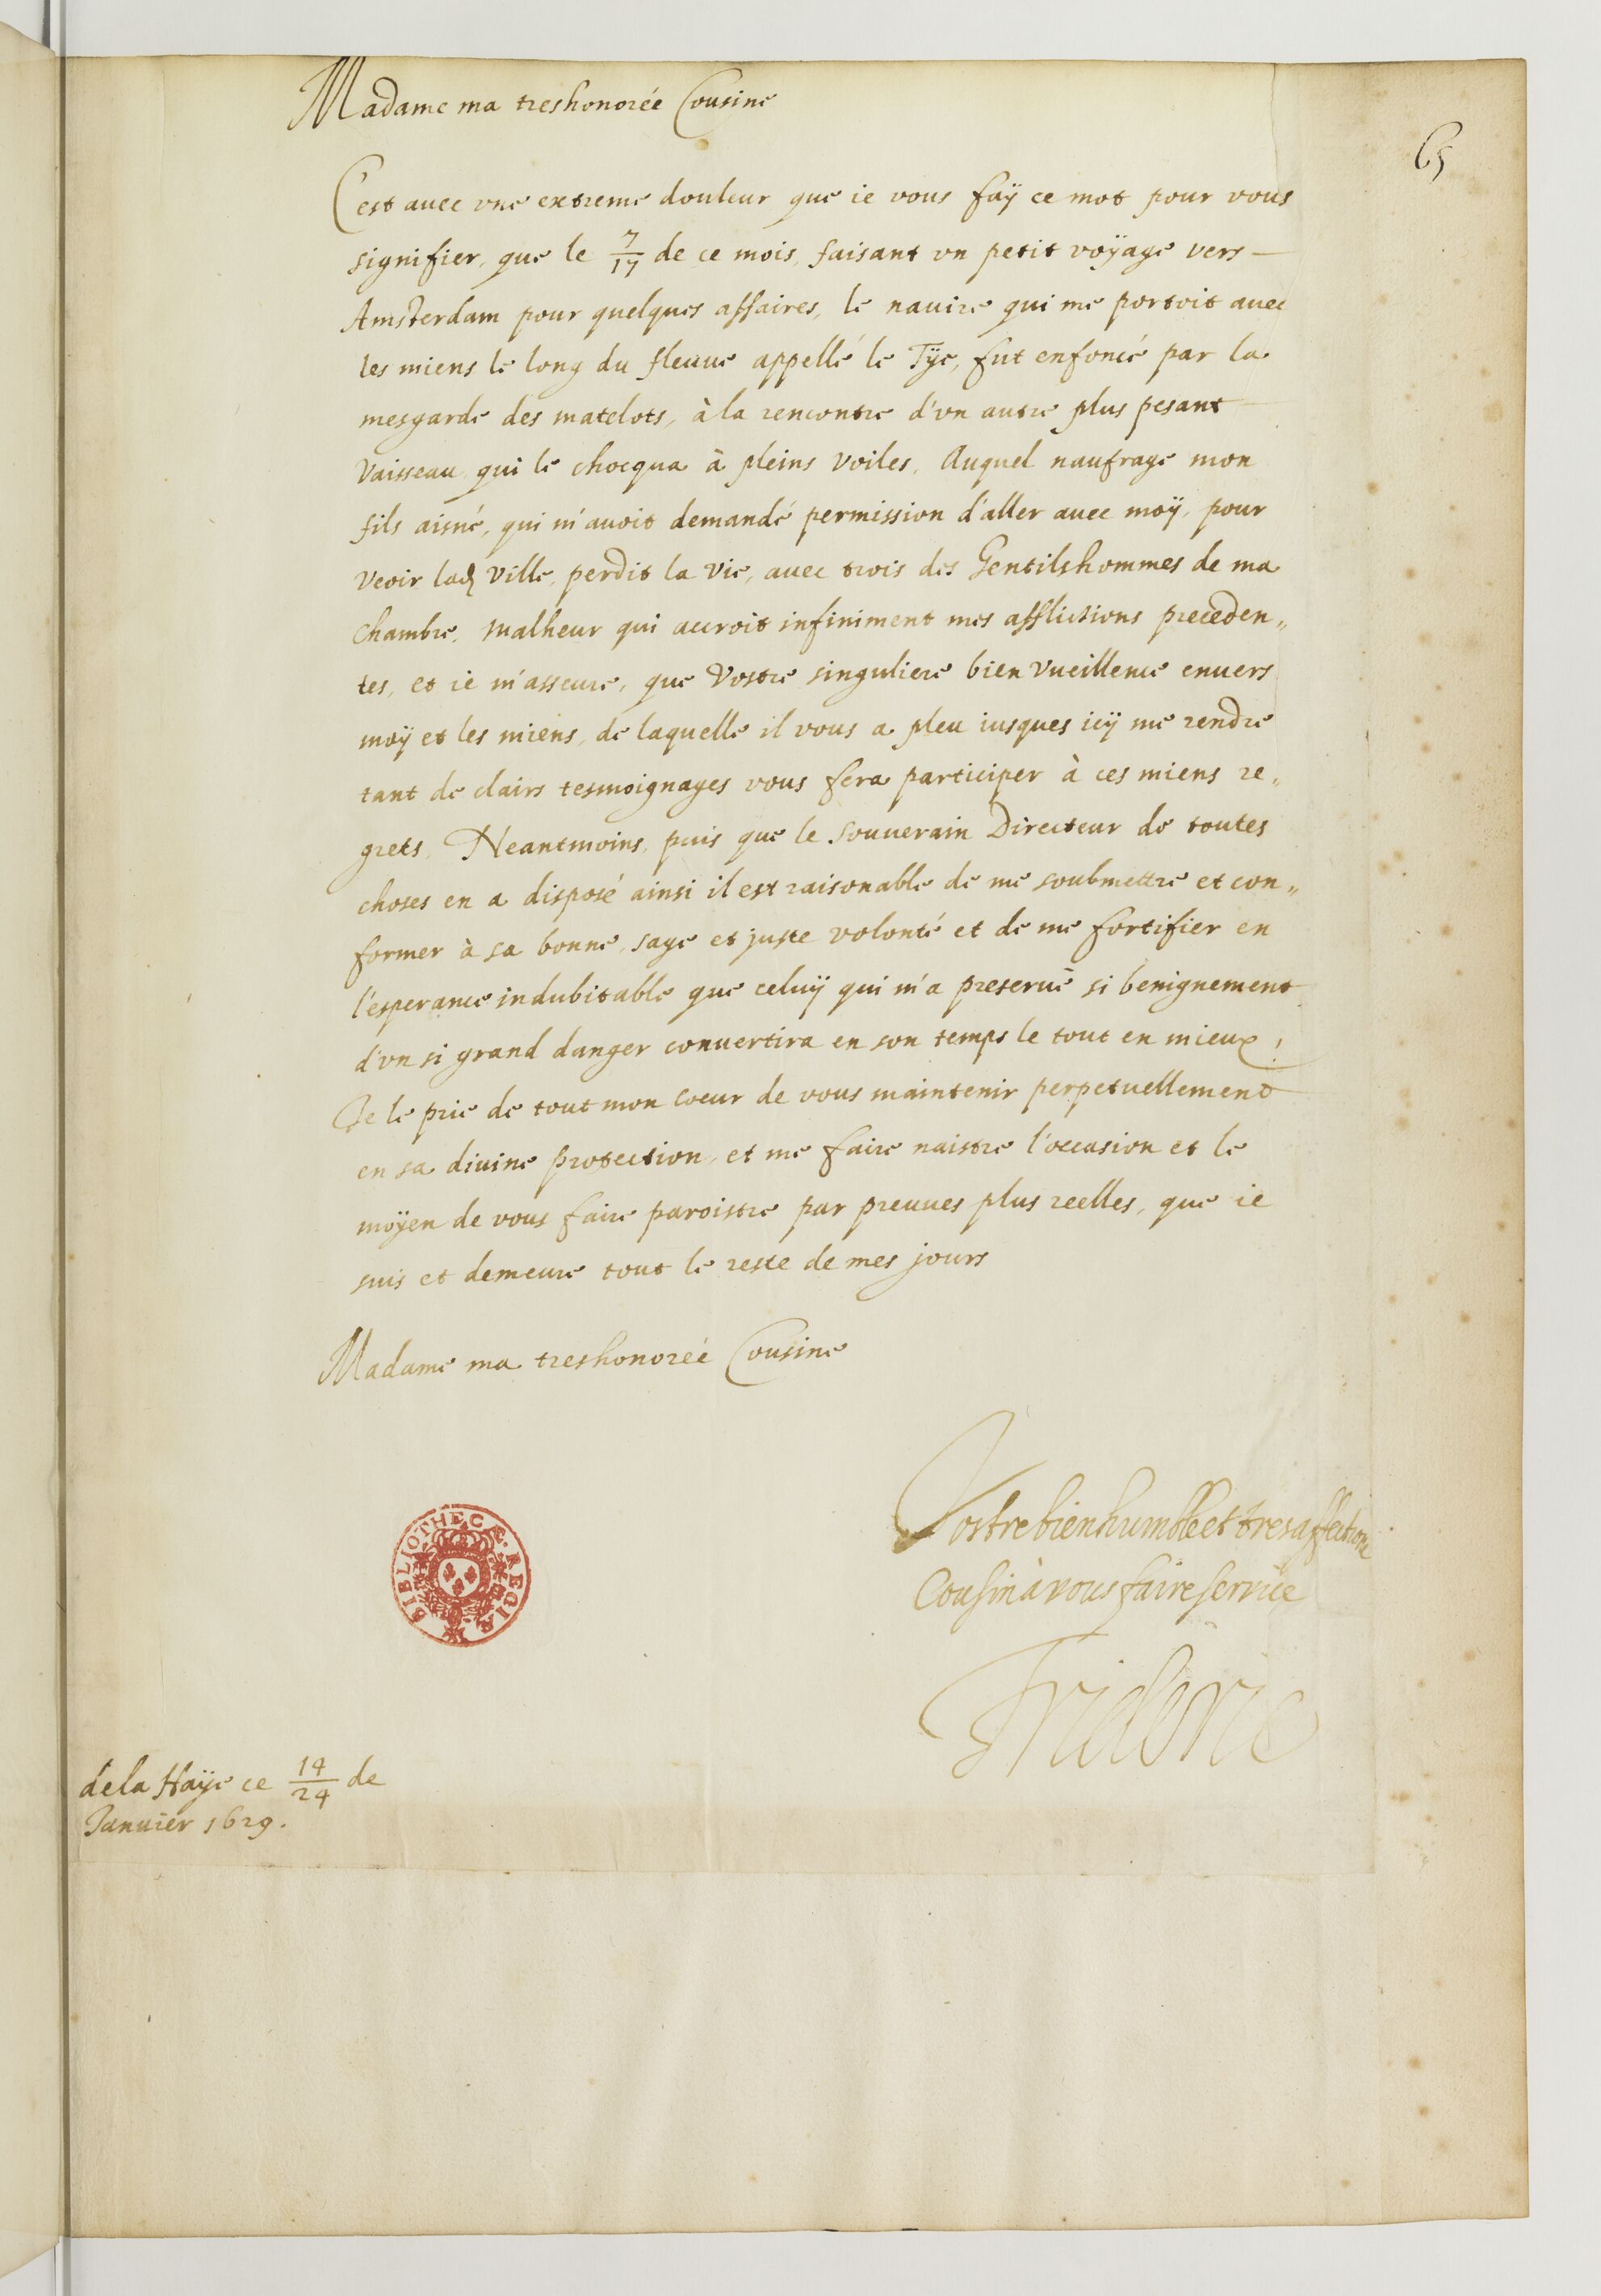 Madame ma treshonorée Cousine
65
C'est auec vne extreme douleur que ie vous faÿ ce mot pour vous
signifier, que le 7/17 de ce mois, faisant vn petit voÿage vers
Amsterdam pour quelques affaires, le nauire qui me portoit auec
les miens le long du fleuue appellé le Tÿe, fut enfoncé par la
mesgarde des matelots, à la rencontre d'vn autre plus pesant
Vaisseau qui le chocqua à pleins voiles. Auquel naufrage mon
fils aisné, qui m'auoit demandé permission d'aller auec moÿ, pour
veoir lad ville, perdit la vie, auec trois des Gentilshommes de ma
chambre, malheur qui accroit infiniment mes afflictions preceden„
tes, et ie m'asseure, que Vostre singuliere bien vueillence enuers
moÿ et les miens, de laquelle il vous a pleu iusques icÿ me rendre
tant de clairs tesmoignages vous fera participer à ces miens re„
grets. Neantmoins, puis que le souuerain Directeur de toutes
choses en a disposé ainsi il est raisonable de me soubmettre et con„
former à sa bonne, sage et juste volonté et de me fortifier en
l'esperance indubitable que celuÿ qui m'a preserué si benignement
d'vn si grand danger conuertira en son temps le tout en mieux;
Je le prie de tout mon coeur de vous maintenir perpetuellement
en sa diuine protection, et me faire naistre l'occasion et le
moÿen de vous faire paroistre par preuues plus reelles, que ie
suis et demeure tout le reste de mes jours
Madame ma treshonorée Cousine
Vostre bien humble et tres affectioné
Cousin à vous faire service
Frideric
BIBLIOTHECÆ REGIÆ
de la Haÿe ce 14/24 de
Januier 1629.